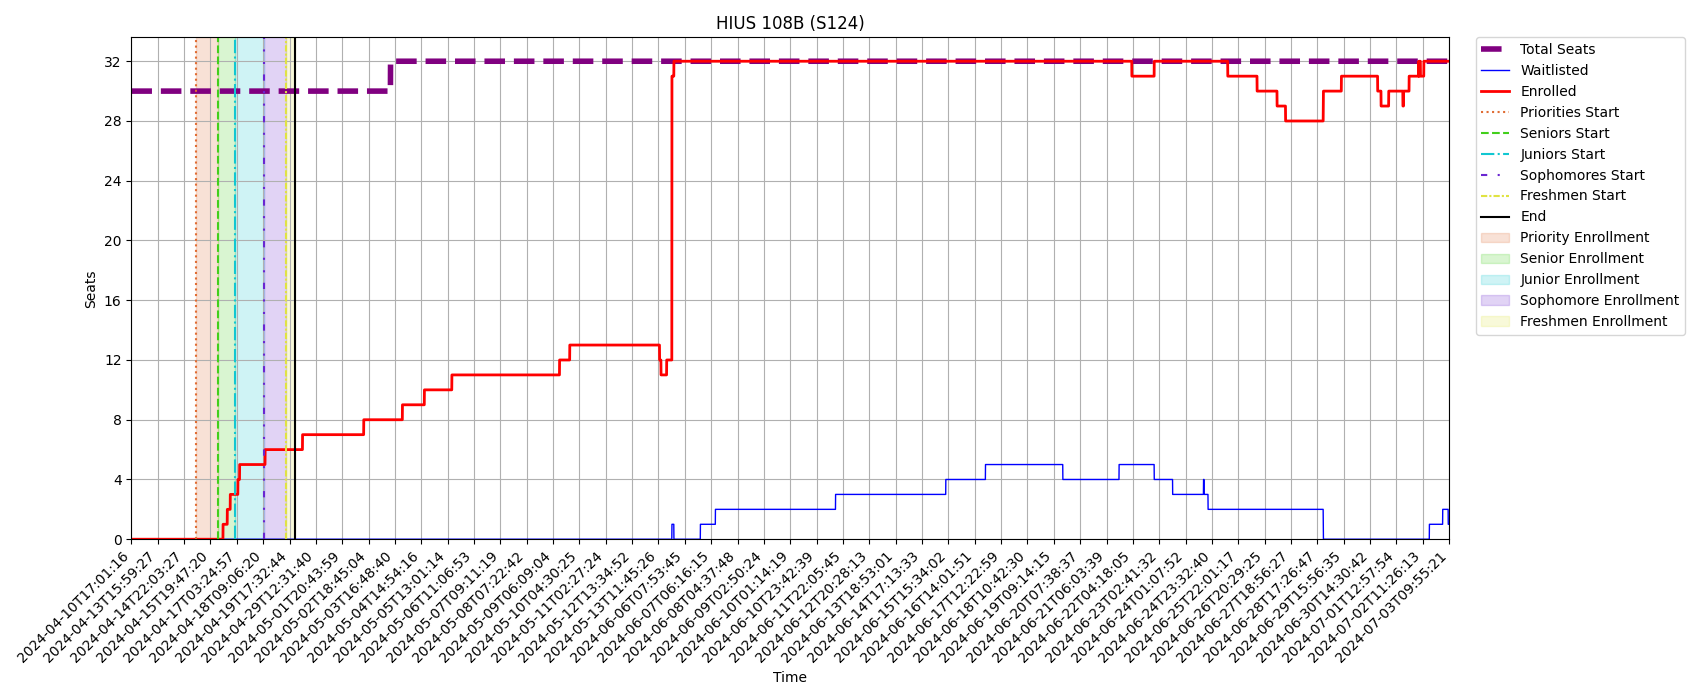 HIUS 108B (S124)
Total Seats
Waitlisted
Enrolled
Priorities Start
Seniors Start
Juniors Start
Sophomores Start
Freshmen Start
End
Priority Enrollment
Senior Enrollment
Junior Enrollment
Sophomore Enrollment
Freshmen Enrollment
Seats
32
28
24
20
16
12
8
4
0
2024-04-10T17:01:16
2024-04-13T15:59:27
2024-04-14T22:03:27
2024-04-15T19:47:20
2024-04-17T03:24:57
2024-04-18T09:06:20
2024-04-19T17:32:44
2024-04-29T12:31:40
2024-05-01T20:43:59
2024-05-02T18:45:04
2024-05-03T16:48:40
2024-05-04T14:54:16
2024-05-05T13:01:14
2024-05-06T11:06:53
2024-05-07T09:11:19
2024-05-08T07:22:42
2024-05-09T06:09:04
2024-05-10T04:30:25
2024-05-11T02:27:24
2024-05-12T13:34:52
2024-05-13T11:45:26
2024-06-06T07:53:45
2024-06-07T06:16:15
2024-06-08T04:37:48
2024-06-09T02:50:24
2024-06-10T01:14:19
2024-06-10T23:42:39
2024-06-11T22:05:45
2024-06-12T20:28:13
2024-06-13T18:53:01
2024-06-14T17:13:33
2024-06-15T15:34:02
2024-06-16T14:01:51
2024-06-17T12:22:59
2024-06-18T10:42:30
2024-06-19T09:14:15
2024-06-20T07:38:37
2024-06-21T06:03:39
2024-06-22T04:18:05
2024-06-23T02:41:32
2024-06-24T01:07:52
2024-06-24T23:32:40
2024-06-25T22:01:17
2024-06-26T20:29:25
2024-06-27T18:56:27
2024-06-28T17:26:47
2024-06-29T15:56:35
2024-06-30T14:30:42
2024-07-01T12:57:54
2024-07-02T11:26:13
2024-07-03T09:55:21
Time